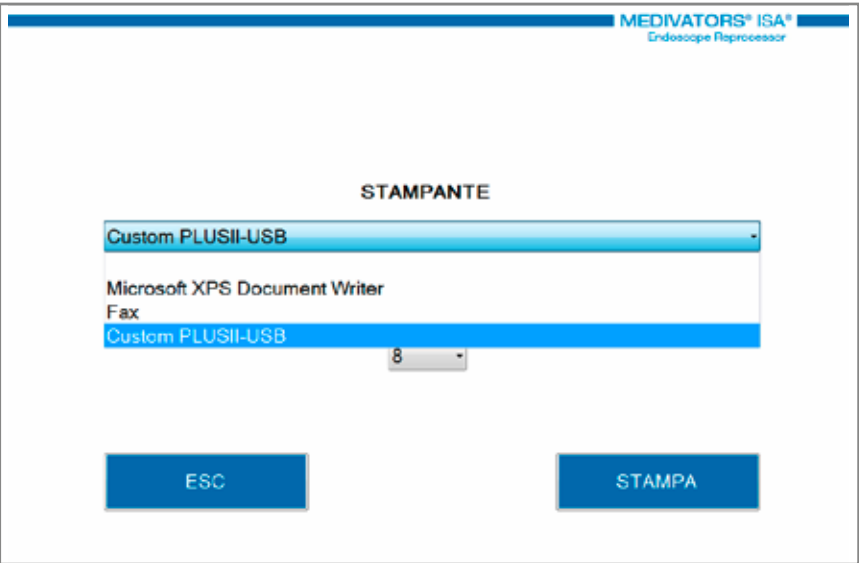 MEDIVATORS® ISA®
Endoscope Reprocessor
STAMPANTE
Custom PLUSII-USB
Microsoft XPS Document Writer
Fax
Custom PLUSII-USB
8
ESC
STAMPA